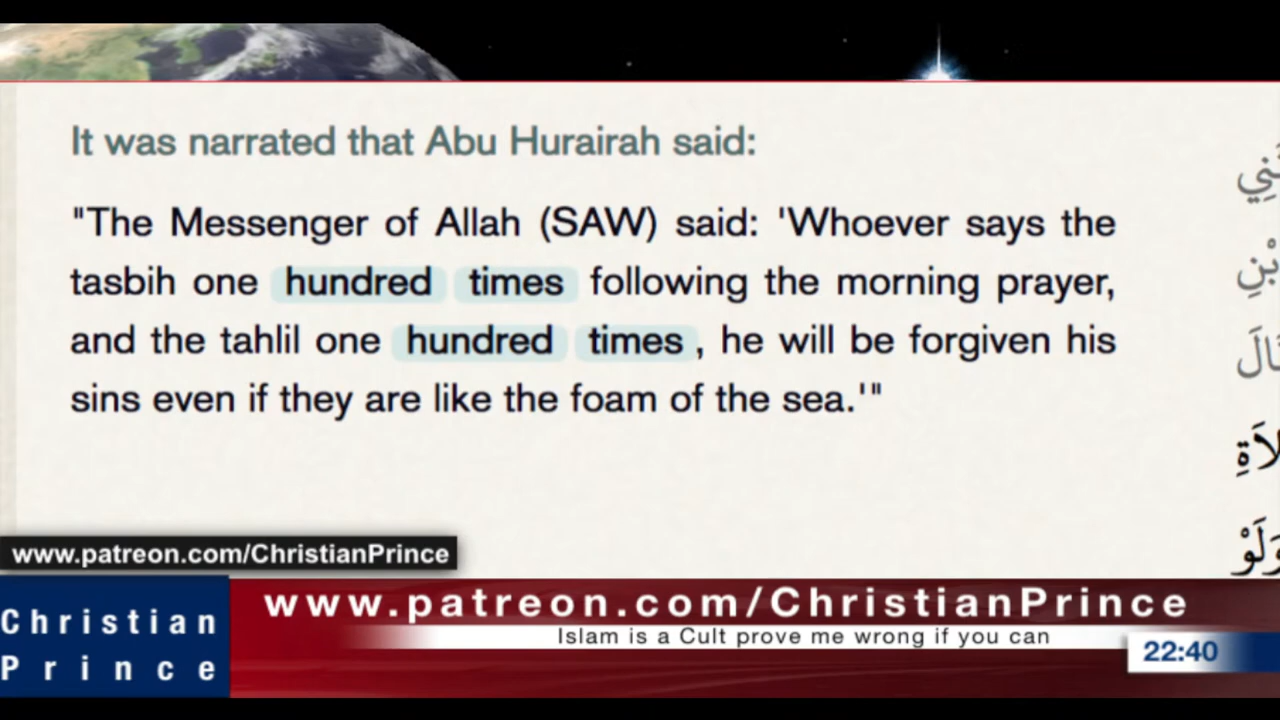 It was narrated that Abu Hurairah said:
"The Messenger of Allah (SAW) said: 'Whoever says the
tasbih one hundred times following the morning prayer,
and the tahlil one hundred times , he will be forgiven his
sins even if they are like the foam of the sea.'"
www.patreon.com/ChristianPrince
Christian
Prince
www.patreon.com/ChristianPrince
Islam is a Cult prove me wrong if you can
22:40